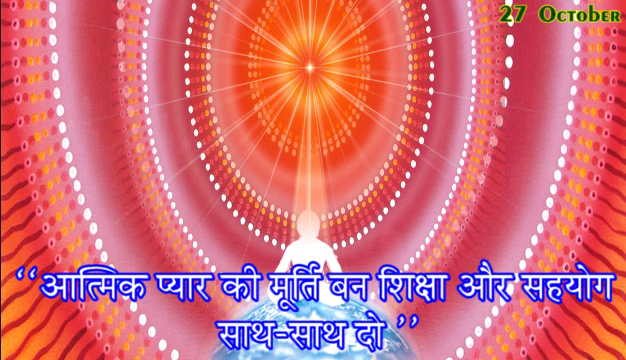 27 October
‘‘आत्मिक प्यार की मूर्ति बन शिक्षा और सहयोग
साथ-साथ दो ’’